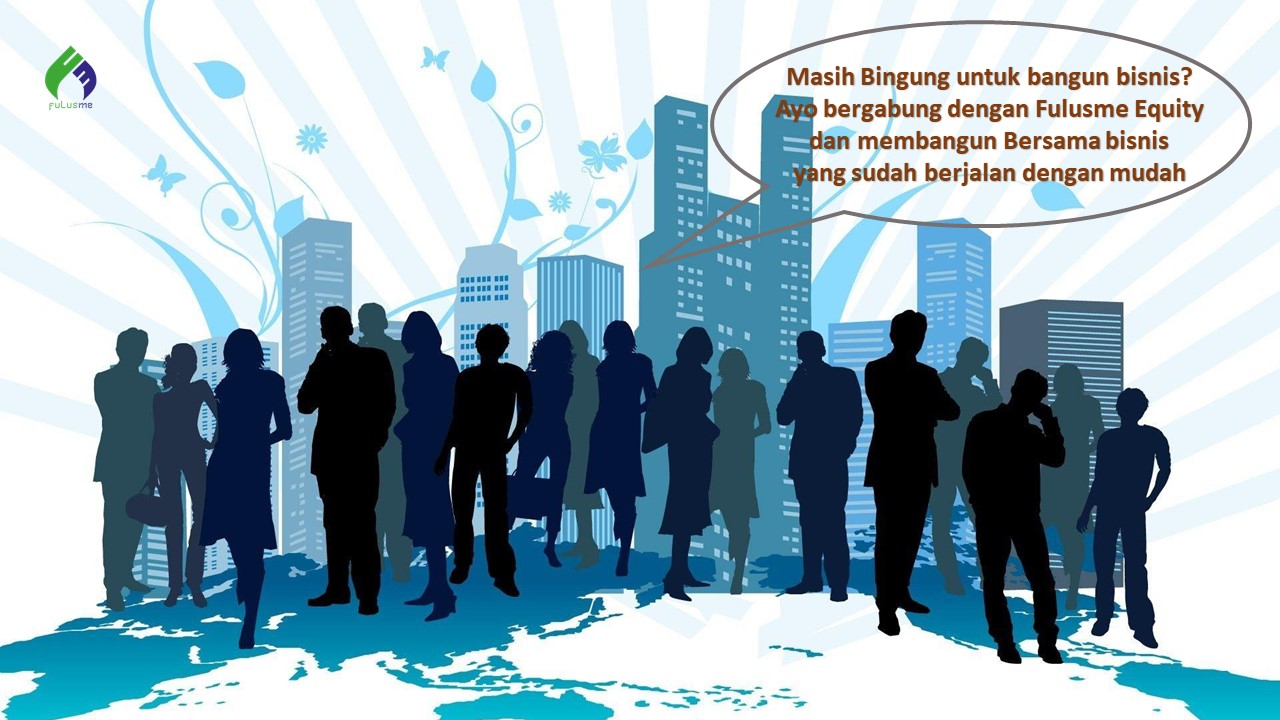 fuLusme
Masih Bingung untuk bangun bisnis?
Ayo bergabung dengan Fulusme Equity
dan membangun Bersama bisnis
yang sudah berjalan dengan mudah